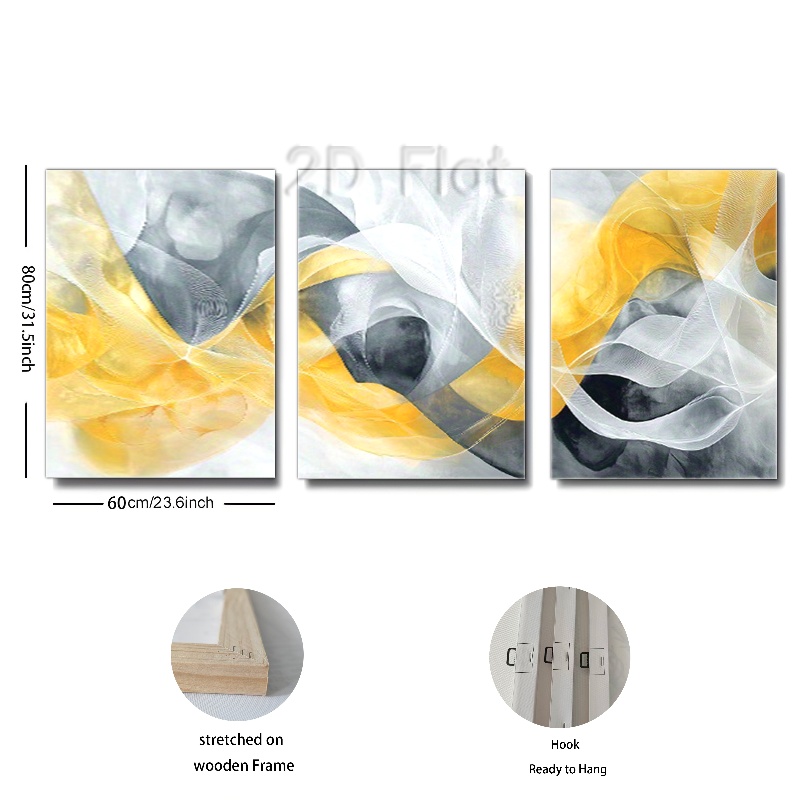 2D Flat
80cm/31.5inch
60cm/23.6inch
stretched on
wooden Frame
Hook
Ready to Hang